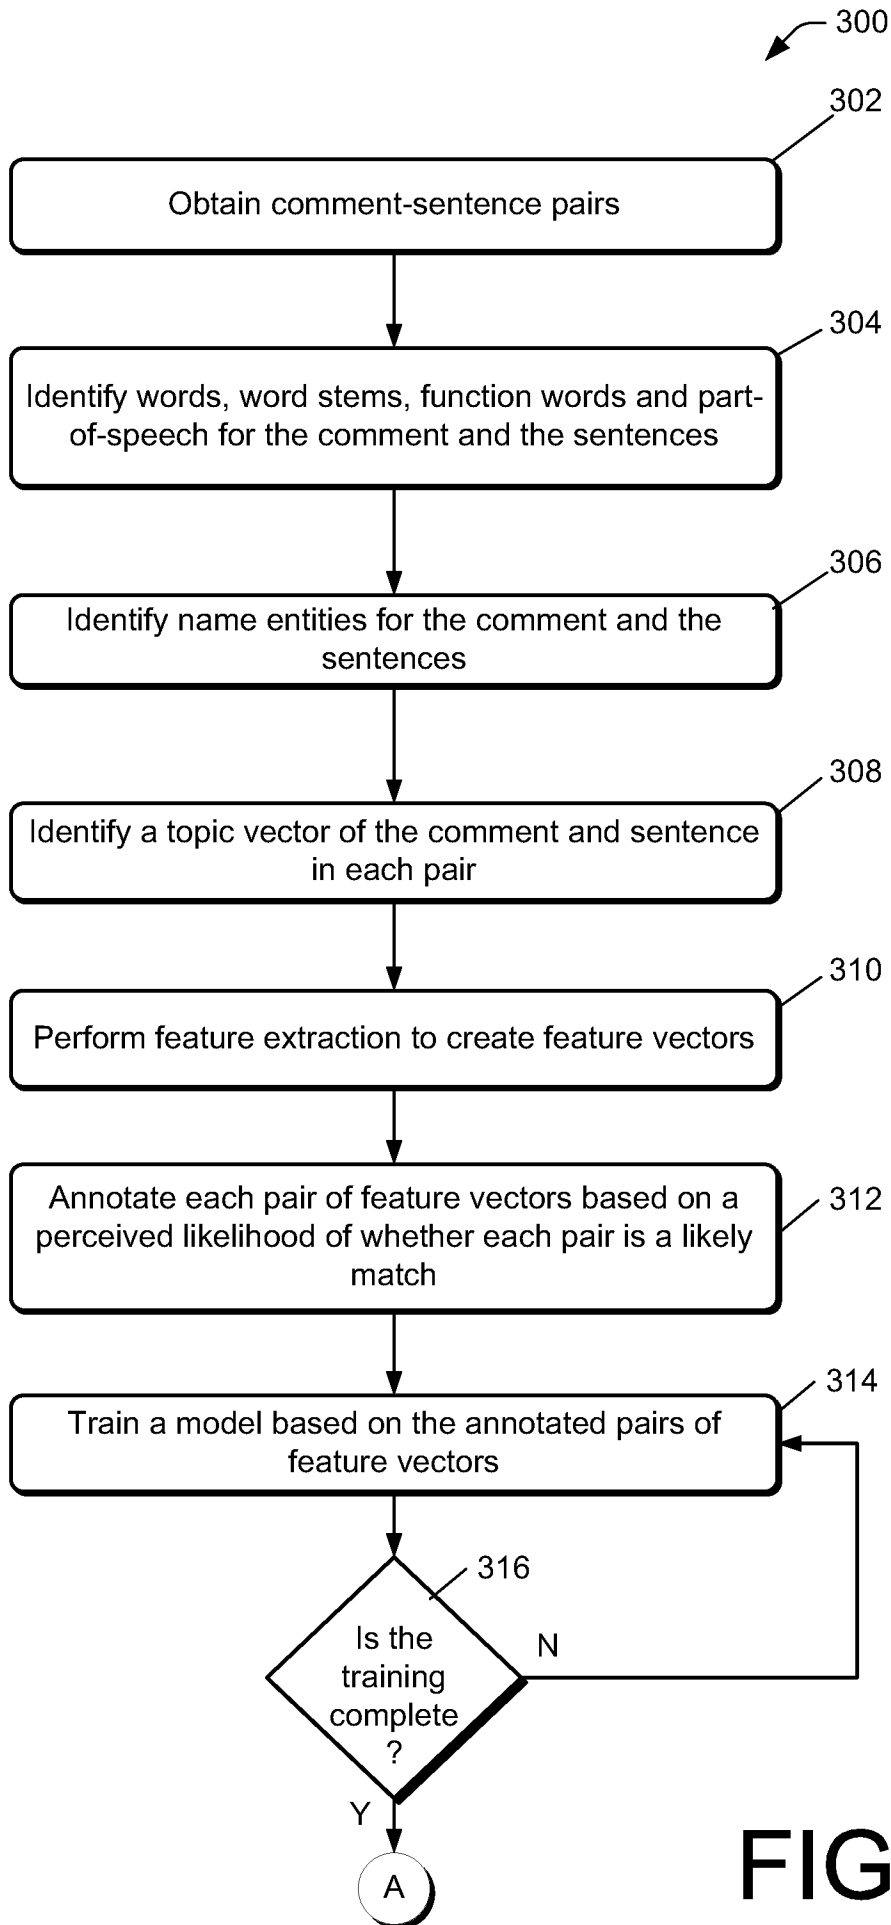 300
302
Obtain comment-sentence pairs
304
Identify words, word stems, function words and part-
of-speech for the comment and the sentences
306
Identify name entities for the comment and the
sentences
308
Identify a topic vector of the comment and sentence
in each pair
310
Perform feature extraction to create feature vectors
312
Annotate each pair of feature vectors based on a
perceived likelihood of whether each pair is a likely
match
314
Train a model based on the annotated pairs of
feature vectors
316
Is the
training
complete
?
N
Y
A
FIG